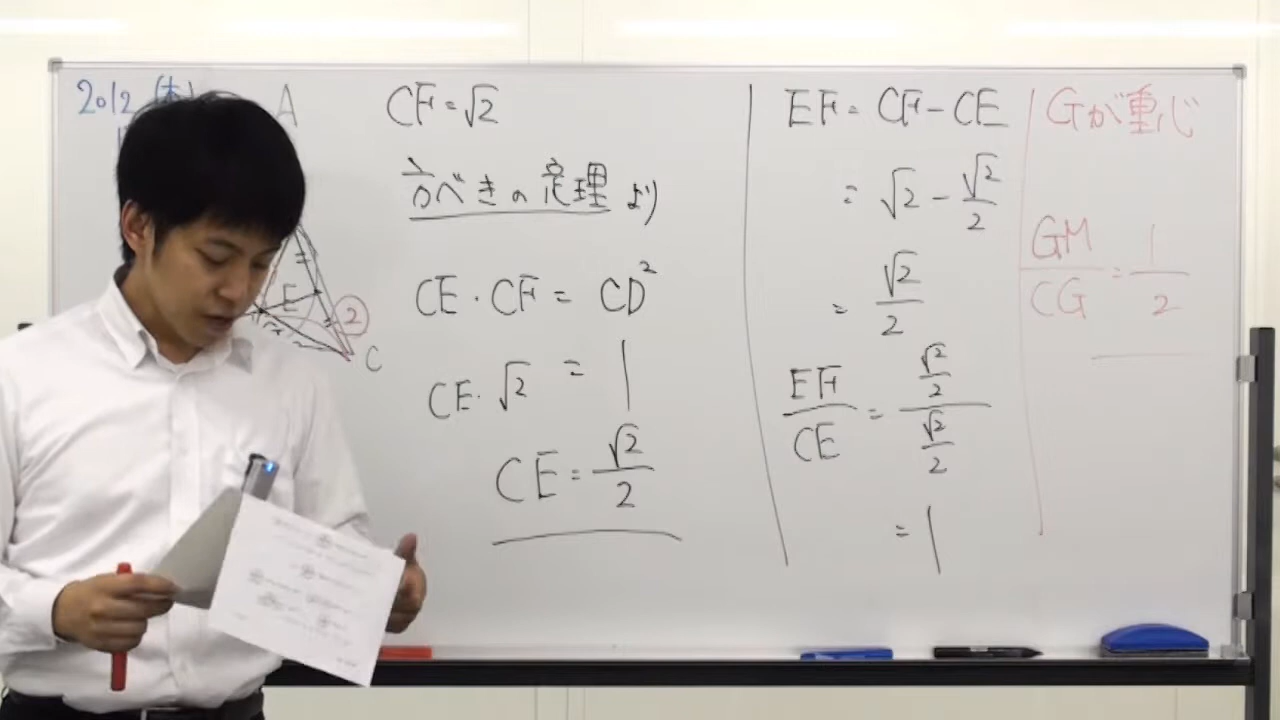 2012 (本)
A
E
2
C
CF=√2
方べきの定理より
CE・CF = CD²
CE・√2 = 1
CE = √2/2
EF = CF-CE
= √2 - √2/2
= √2/2
EF/CE = (√2/2)/(√2/2)
= 1
Gが重心
GM/CG = 1/2